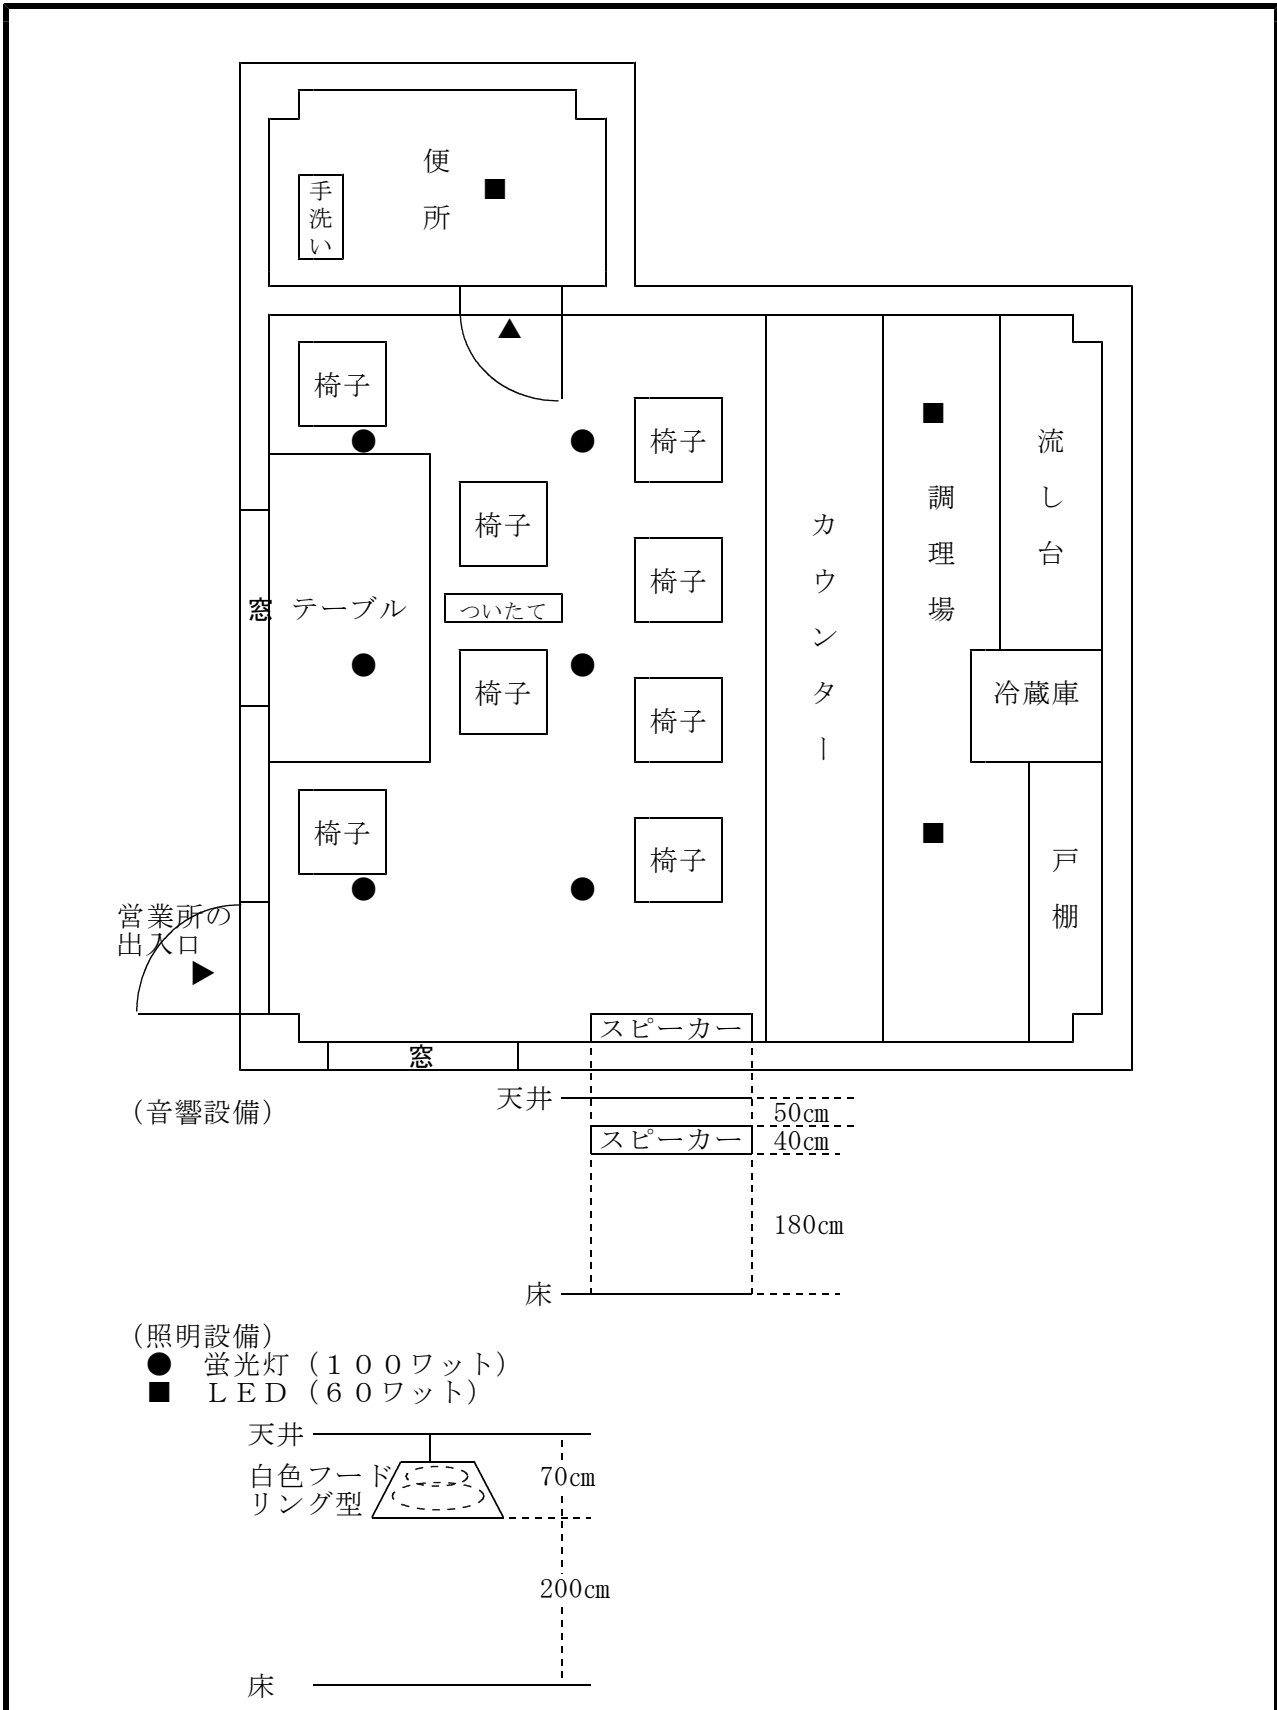 便所
手洗い
椅子
椅子
椅子
流し台
調理場
カウンター
椅子
椅子
窓
テーブル
ついたて
椅子
椅子
冷蔵庫
椅子
椅子
戸棚
営業所の
出入口
スピーカー
窓
（音響設備）
天井
50cm
スピーカー
40cm
180cm
床
（照明設備）
● 蛍光灯（１００ワット）
■ ＬＥＤ（６０ワット）
天井
白色フード
リング型
70cm
200cm
床